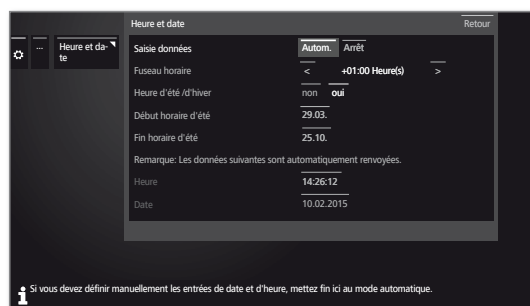 Heure et date
Retour
... Heure et da-
te
Saisie données Autom. Arrêt
Fuseau horaire < +01:00 Heure(s) >
Heure d'été /d'hiver non oui
Début horaire d'été 29.03.
Fin horaire d'été 25.10.
Remarque: Les données suivantes sont automatiquement renvoyées.
Heure 14:26:12
Date 10.02.2015
Si vous devez définir manuellement les entrées de date et d'heure, mettez fin ici au mode automatique.